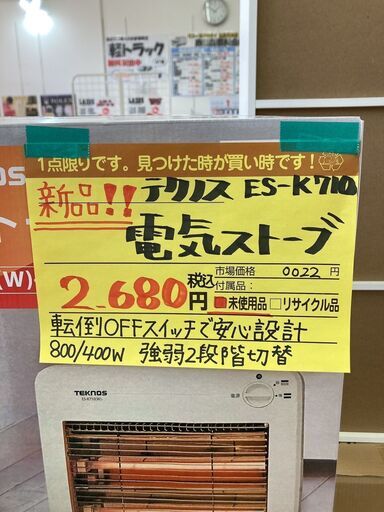 軽トラック
1点限りです。見つけた時が買い時です！
新品!! テクノス ES-K710
電気ストーブ
市場価格 0022 円
2.680円 税込
付属品：
■未使用品 □リサイクル品
転倒OFFスイッチで安心設計
800/400W 強弱2段階切替
TEKNOS
(W)